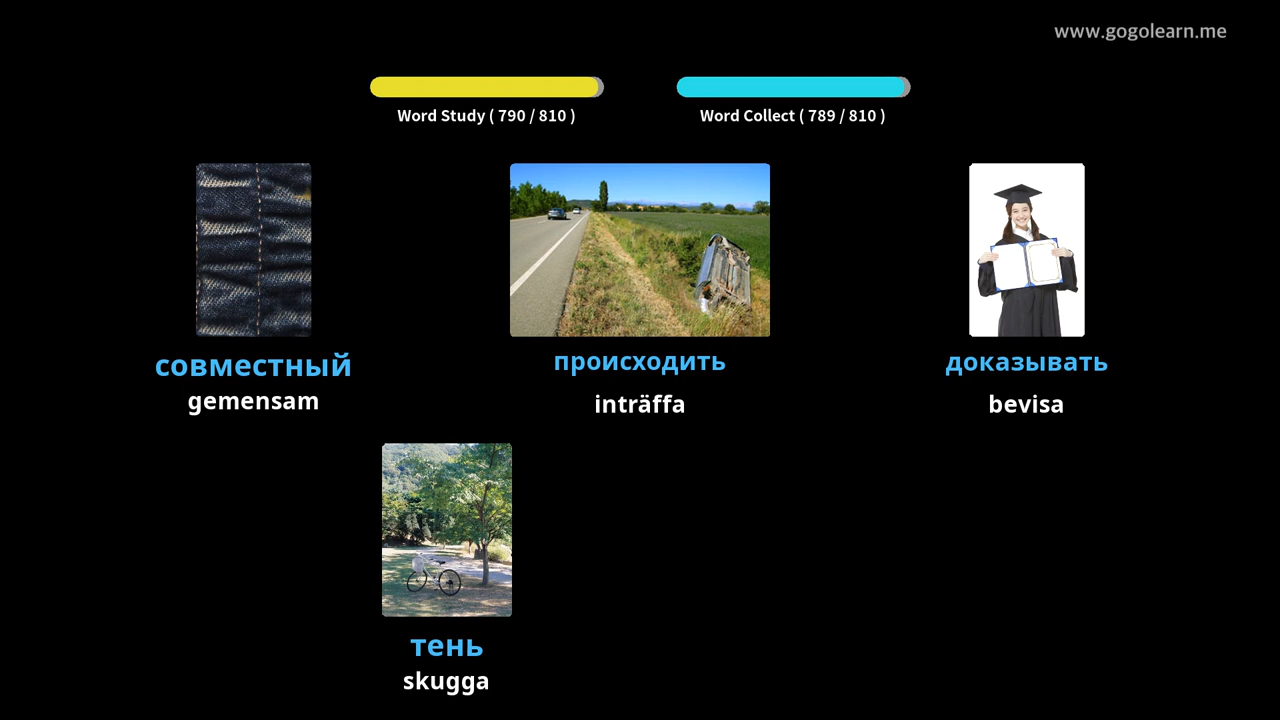 www.gogolearn.me
Word Study ( 790 / 810 )
Word Collect ( 789 / 810 )
совместный
gemensam
происходить
inträffa
доказывать
bevisa
тень
skugga